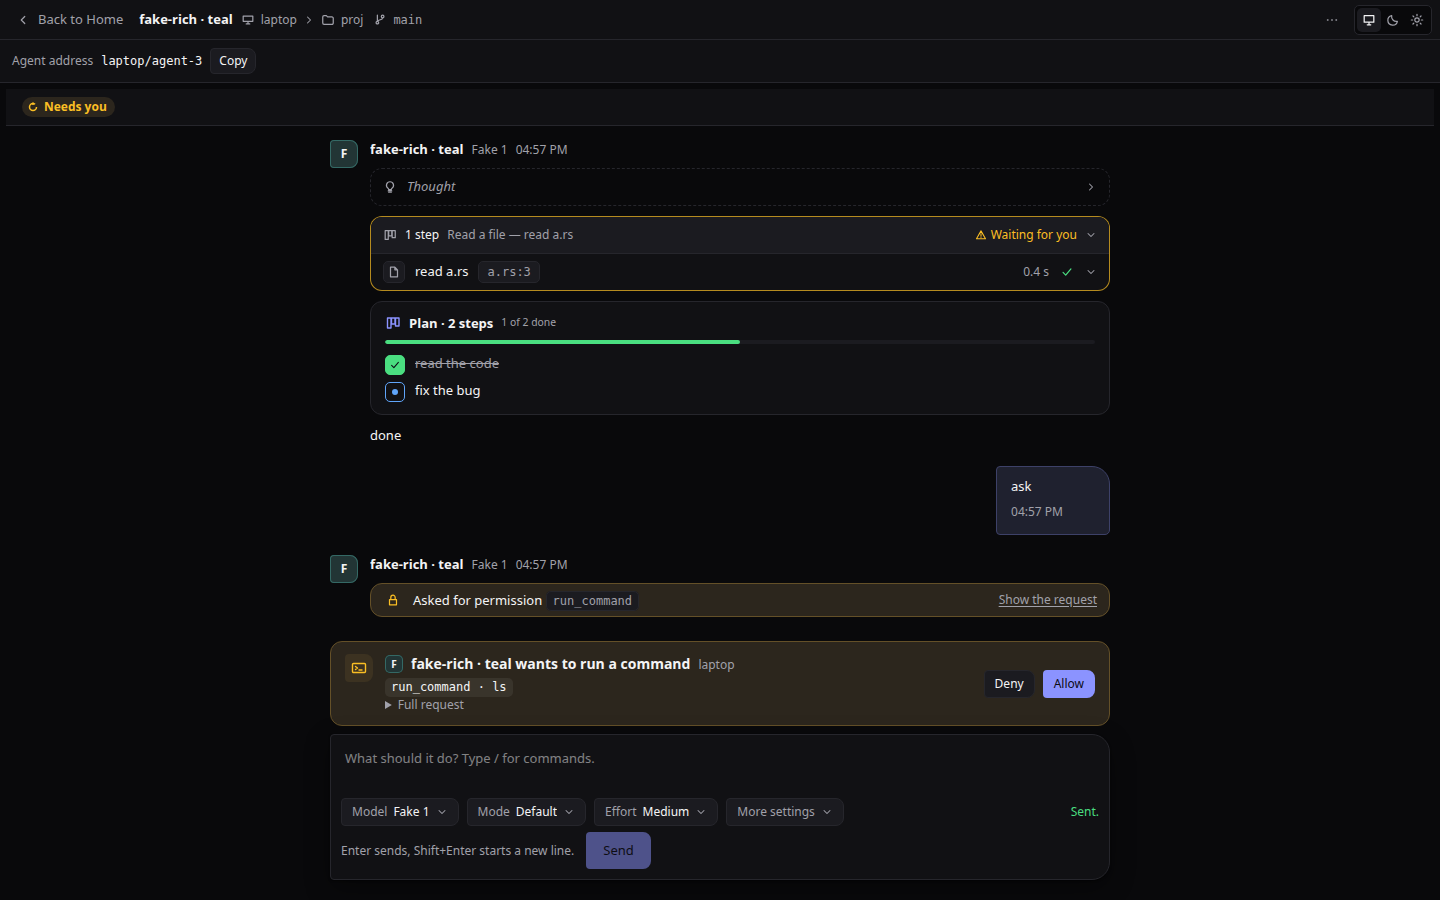 Back to Home fake-rich · teal laptop proj main
Agent address laptop/agent-3 Copy
Needs you
F fake-rich · teal Fake 1 04:57 PM
Thought
1 step Read a file — read a.rs Waiting for you
read a.rs a.rs:3 0.4 s
Plan · 2 steps 1 of 2 done
read the code
fix the bug
done
ask
04:57 PM
F fake-rich · teal Fake 1 04:57 PM
Asked for permission run_command Show the request
F fake-rich · teal wants to run a command laptop
run_command · ls
Deny Allow
Full request
What should it do? Type / for commands.
Model Fake 1 Mode Default Effort Medium More settings Sent.
Enter sends, Shift+Enter starts a new line. Send